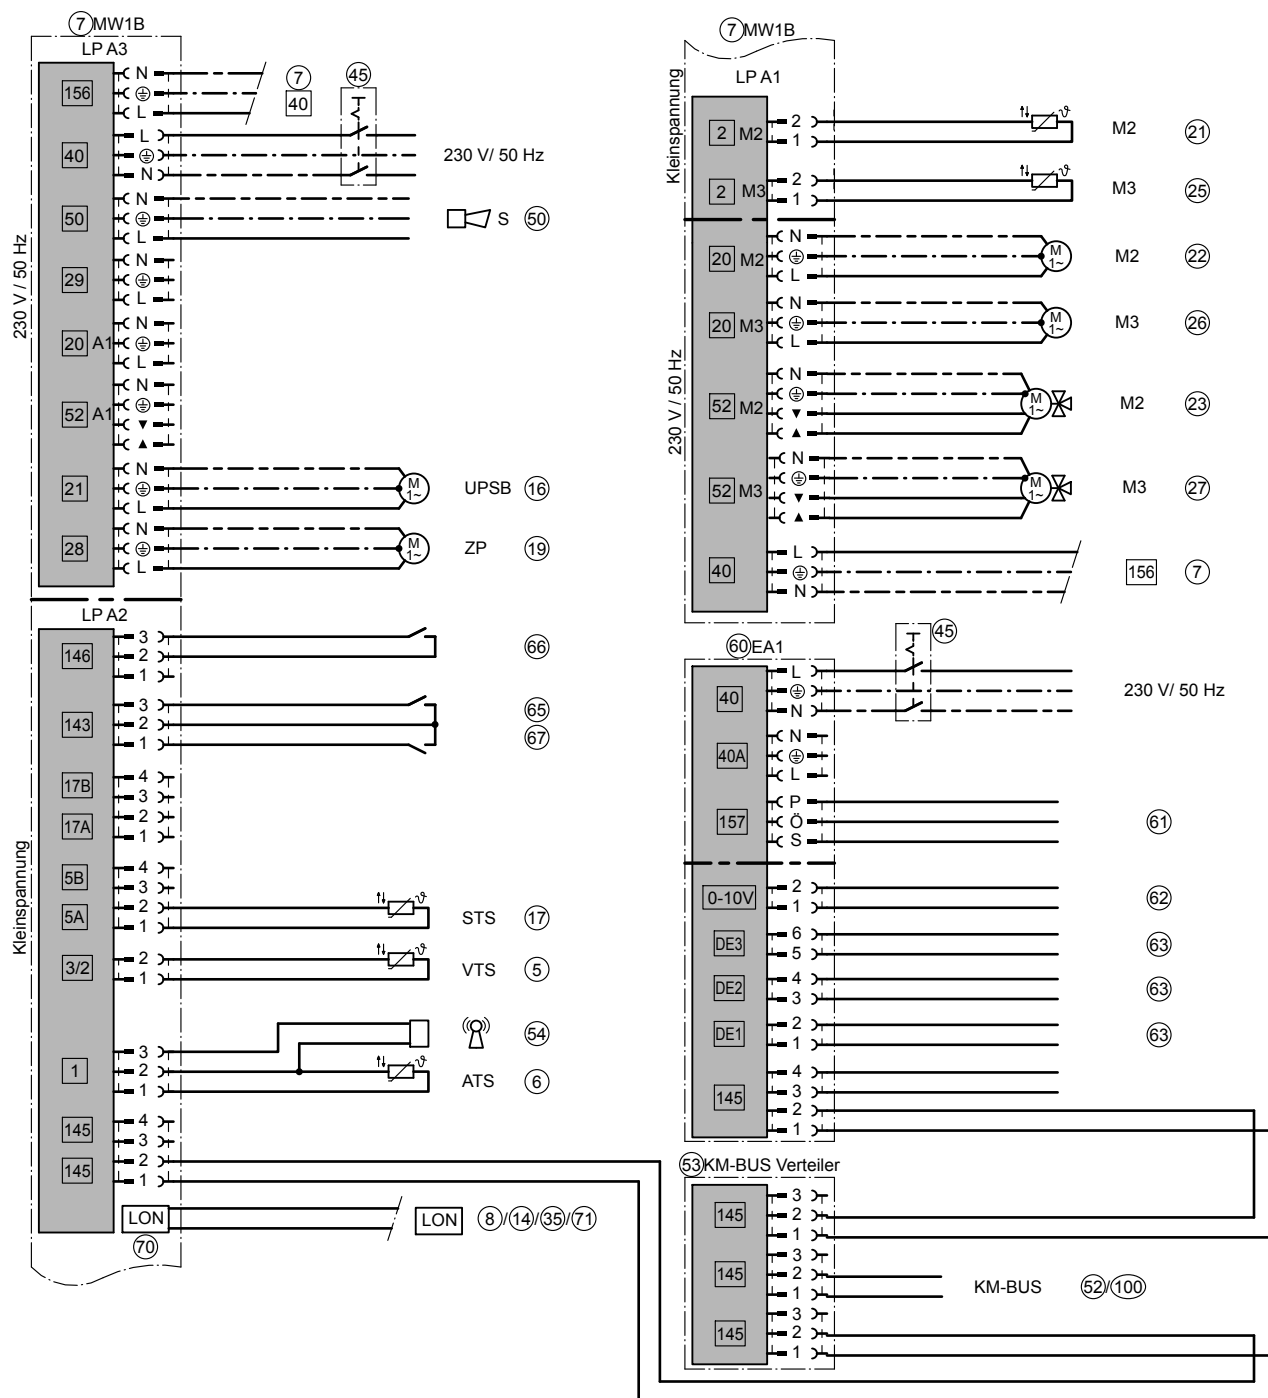 7 MW1B
LP A3
230 V / 50 Hz
156 N
L
7
40
45
40 L
N
230 V/ 50 Hz
50 N
L
S 50
29 N
L
20 A1 N
L
52 A1 N
▼
▲
21 N
L
UPSB 16
28 N
L
ZP 19
M
1~
M
1~
LP A2
Kleinspannung
146 3
2
1
66
143 3
2
1
65
67
17B 4
3
17A 2
1
5B 4
3
5A 2
1
ϑ
STS 17
3/2 2
1
ϑ
VTS 5
54
1 3
2
1
ϑ
ATS 6
145 4
3
145 2
1
LON
70
LON 8/14/35/71
7 MW1B
LP A1
Kleinspannung
2 M2 2
1
ϑ
M2 21
2 M3 2
1
ϑ
M3 25
230 V / 50 Hz
20 M2 N
L
M
1~
M2 22
20 M3 N
L
M
1~
M3 26
52 M2 N
▼
▲
M
1~
M2 23
52 M3 N
▼
▲
M
1~
M3 27
40 L
N
156 7
60 EA1
45
40 L
N
230 V/ 50 Hz
40A N
L
157 P
Ö
S
61
0-10V 2
1
62
DE3 6
5
63
DE2 4
3
63
DE1 2
1
63
145 4
3
2
1
53 KM-BUS Verteiler
145 3
2
1
145 3
2
1
KM-BUS 52/100
145 3
2
1